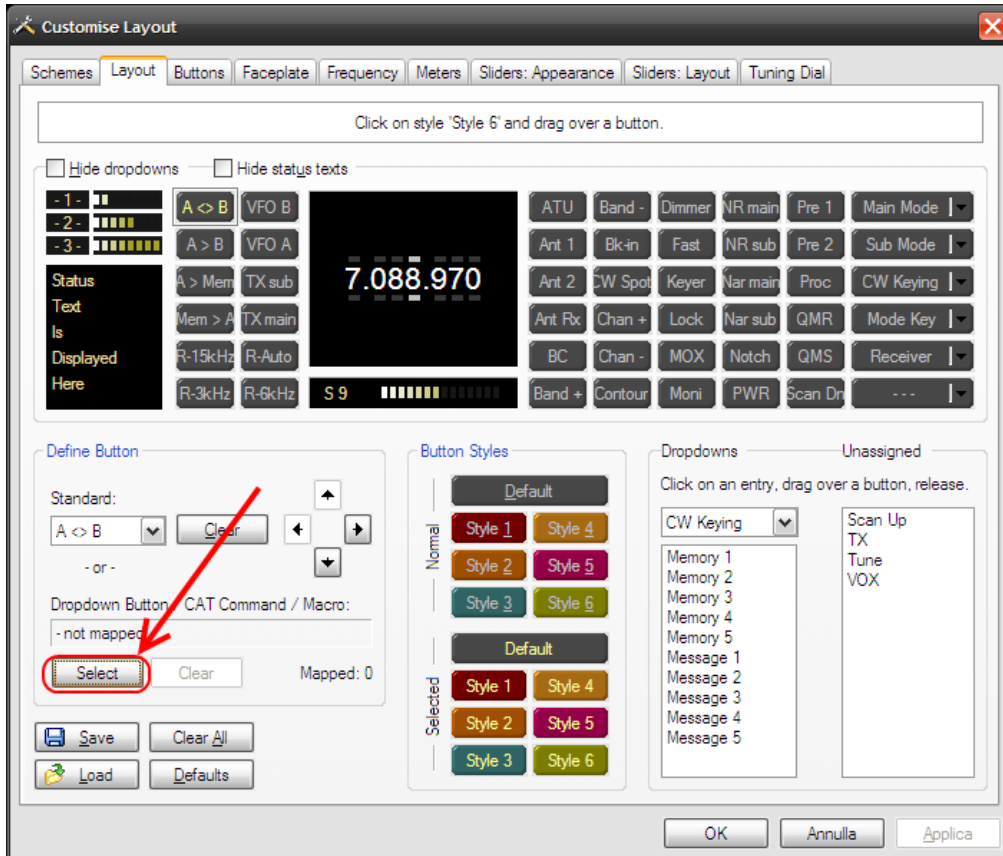 Customise Layout
Schemes Layout Buttons Faceplate Frequency Meters Sliders: Appearance Sliders: Layout Tuning Dial
Click on style 'Style 6' and drag over a button.
Hide dropdowns Hide status texts
- 1 - A <> B VFO B ATU Band - Dimmer NR main Pre 1 Main Mode
- 2 -
- 3 - A > B VFO A Ant 1 Bk-in Fast NR sub Pre 2 Sub Mode
Status A > Mem TX sub 7.088.970 Ant 2 CW Spot Keyer Nar main Proc CW Keying
Text
Is Mem > A TX main Ant Rx Chan + Lock Nar sub QMR Mode Key
Displayed R-15kHz R-Auto BC Chan - MOX Notch QMS Receiver
Here R-3kHz R-6kHz S 9 Band + Contour Moni PWR Scan Dn - - -
Define Button
Standard:
A <> B Clear
- or -
Dropdown Button / CAT Command / Macro:
- not mapped
Select Clear Mapped: 0
Save Clear All
Load Defaults
Button Styles
Normal
Default
Style 1 Style 4
Style 2 Style 5
Style 3 Style 6
Selected
Default
Style 1 Style 4
Style 2 Style 5
Style 3 Style 6
Dropdowns Unassigned
Click on an entry, drag over a button, release.
CW Keying
Memory 1
Memory 2
Memory 3
Memory 4
Memory 5
Message 1
Message 2
Message 3
Message 4
Message 5
Scan Up
TX
Tune
VOX
OK Annulla Applica